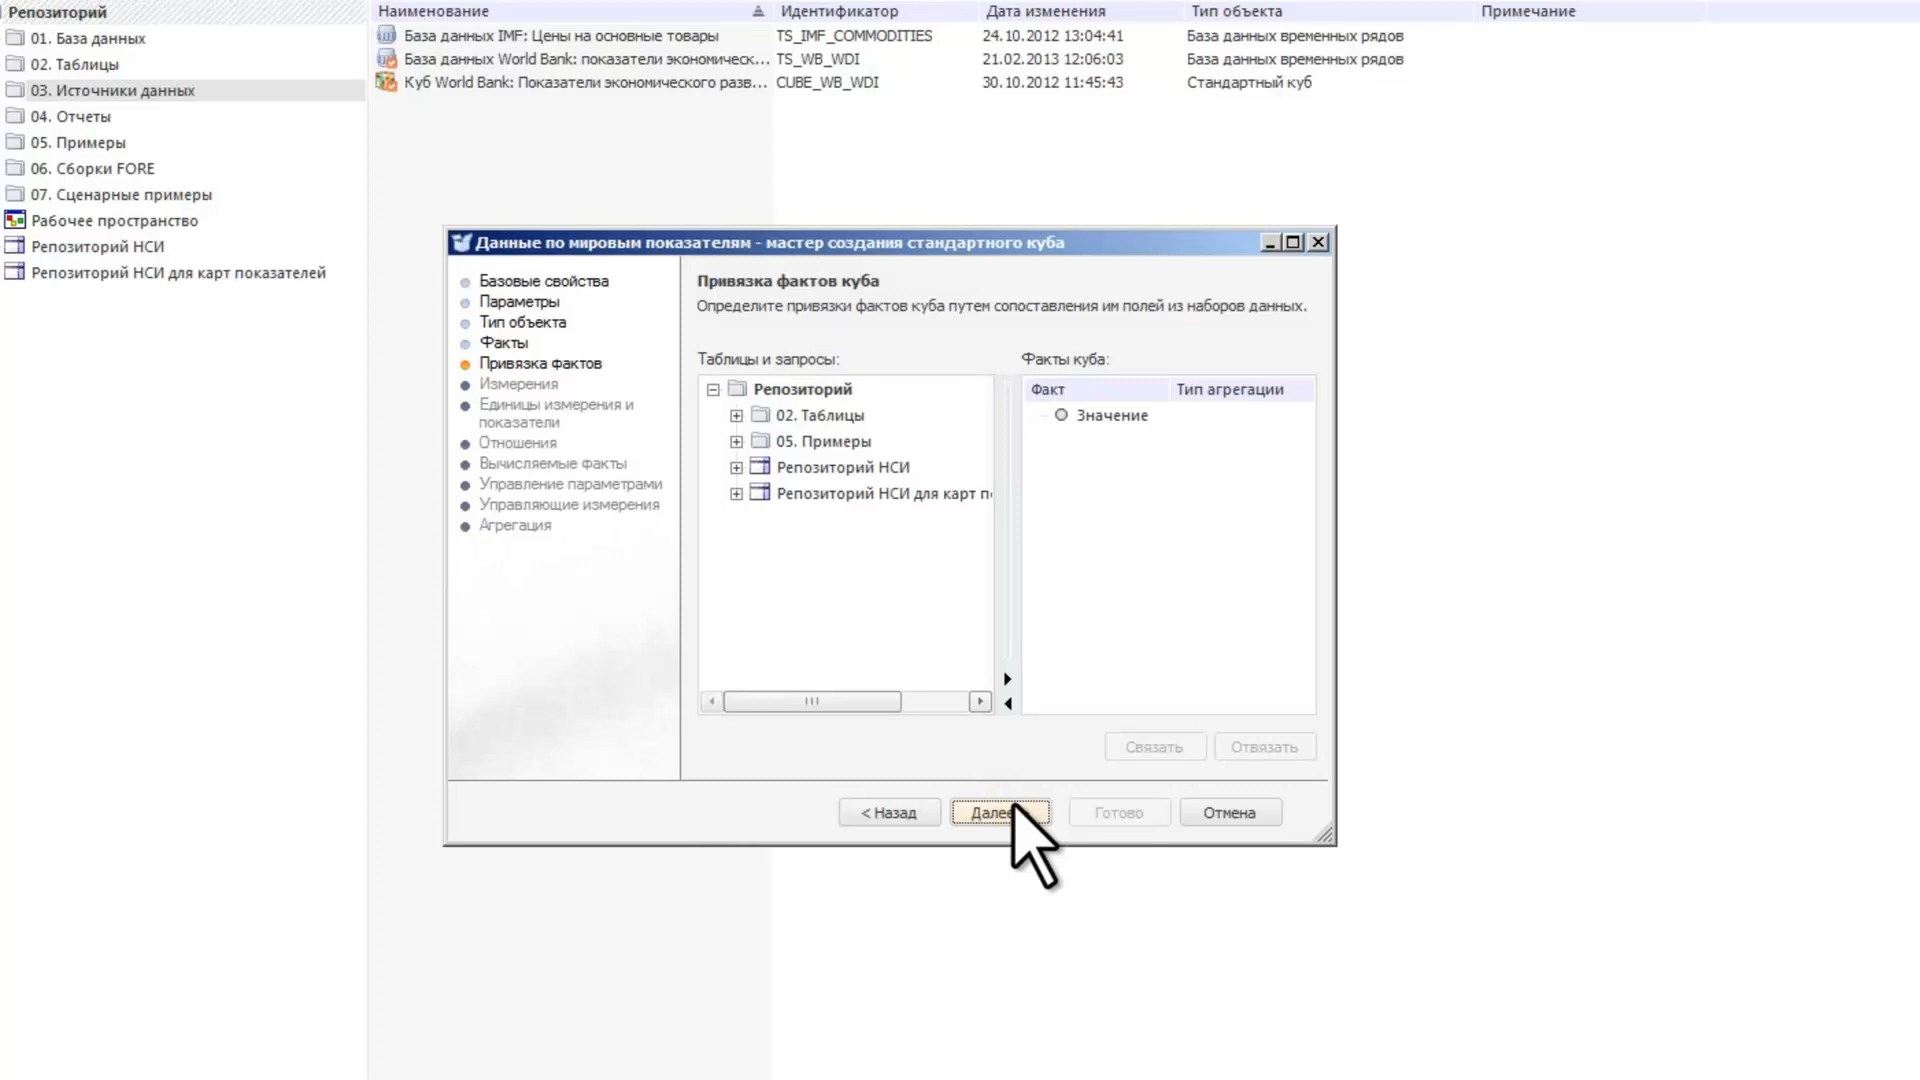 Репозиторий
01. База данных
02. Таблицы
03. Источники данных
04. Отчеты
05. Примеры
06. Сборки FORE
07. Сценарные примеры
Рабочее пространство
Репозиторий НСИ
Репозиторий НСИ для карт показателей
Наименование Идентификатор Дата изменения Тип объекта Примечание
База данных IMF: Цены на основные товары TS_IMF_COMMODITIES 24.10.2012 13:04:41 База данных временных рядов
База данных World Bank: показатели экономическ... TS_WB_WDI 21.02.2013 12:06:03 База данных временных рядов
Куб World Bank: Показатели экономического разв... CUBE_WB_WDI 30.10.2012 11:45:43 Стандартный куб
Данные по мировым показателям - мастер создания стандартного куба
Базовые свойства
Параметры
Тип объекта
Факты
Привязка фактов
Измерения
Единицы измерения и
показатели
Отношения
Вычисляемые факты
Управление параметрами
Управляющие измерения
Агрегация
Привязка фактов куба
Определите привязки фактов куба путем сопоставления им полей из наборов данных.
Таблицы и запросы:
Репозиторий
02. Таблицы
05. Примеры
Репозиторий НСИ
Репозиторий НСИ для карт
Факты куба:
Факт Тип агрегации
Значение
Связать Отвязать
< Назад Далее Готово Отмена